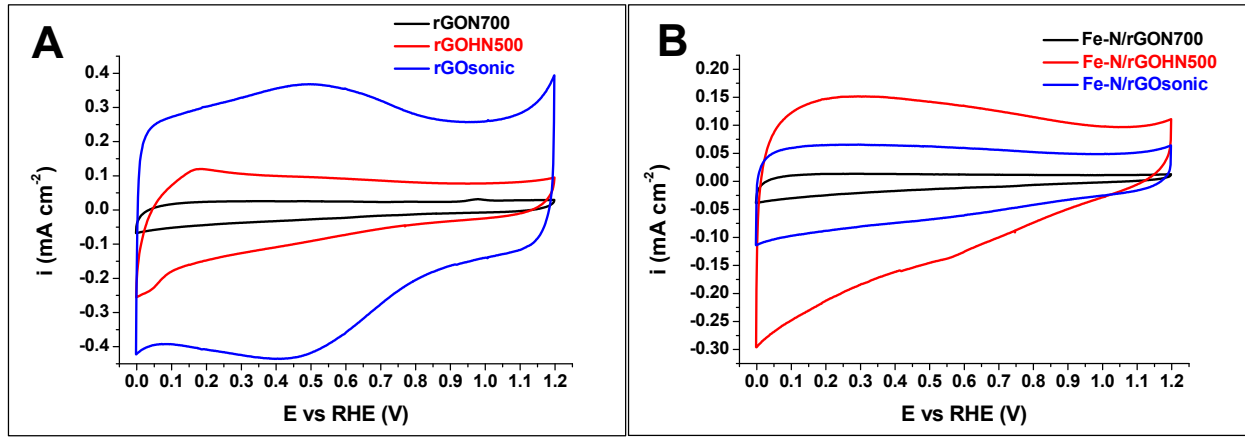 A
rGON700
rGOHN500
rGOsonic
0.4
0.3
0.2
0.1
0.0
-0.1
-0.2
-0.3
-0.4
i (mA cm-2)
0.0 0.1 0.2 0.3 0.4 0.5 0.6 0.7 0.8 0.9 1.0 1.1 1.2
E vs RHE (V)
B
Fe-N/rGON700
Fe-N/rGOHN500
Fe-N/rGOsonic
0.20
0.15
0.10
0.05
0.00
-0.05
-0.10
-0.15
-0.20
-0.25
-0.30
i (mA cm-2)
0.0 0.1 0.2 0.3 0.4 0.5 0.6 0.7 0.8 0.9 1.0 1.1 1.2
E vs RHE (V)